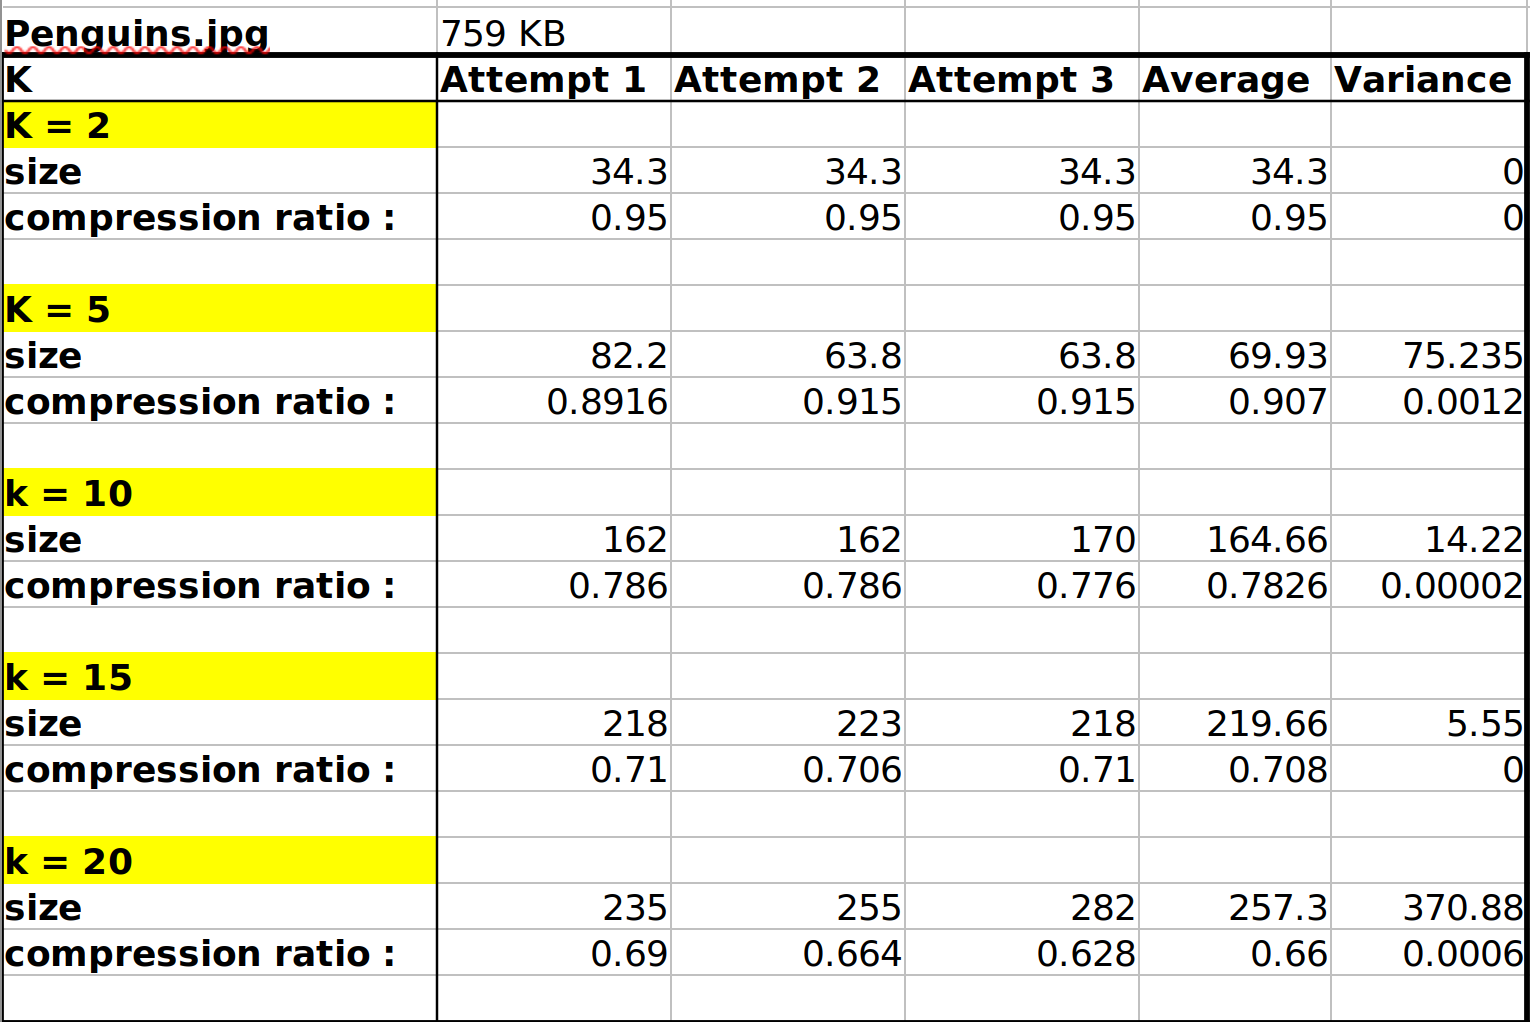 Penguins.jpg 759 KB
K Attempt 1 Attempt 2 Attempt 3 Average Variance
K = 2
size 34.3 34.3 34.3 34.3 0
compression ratio : 0.95 0.95 0.95 0.95 0
K = 5
size 82.2 63.8 63.8 69.93 75.235
compression ratio : 0.8916 0.915 0.915 0.907 0.0012
k = 10
size 162 162 170 164.66 14.22
compression ratio : 0.786 0.786 0.776 0.7826 0.00002
k = 15
size 218 223 218 219.66 5.55
compression ratio : 0.71 0.706 0.71 0.708 0
k = 20
size 235 255 282 257.3 370.88
compression ratio : 0.69 0.664 0.628 0.66 0.0006